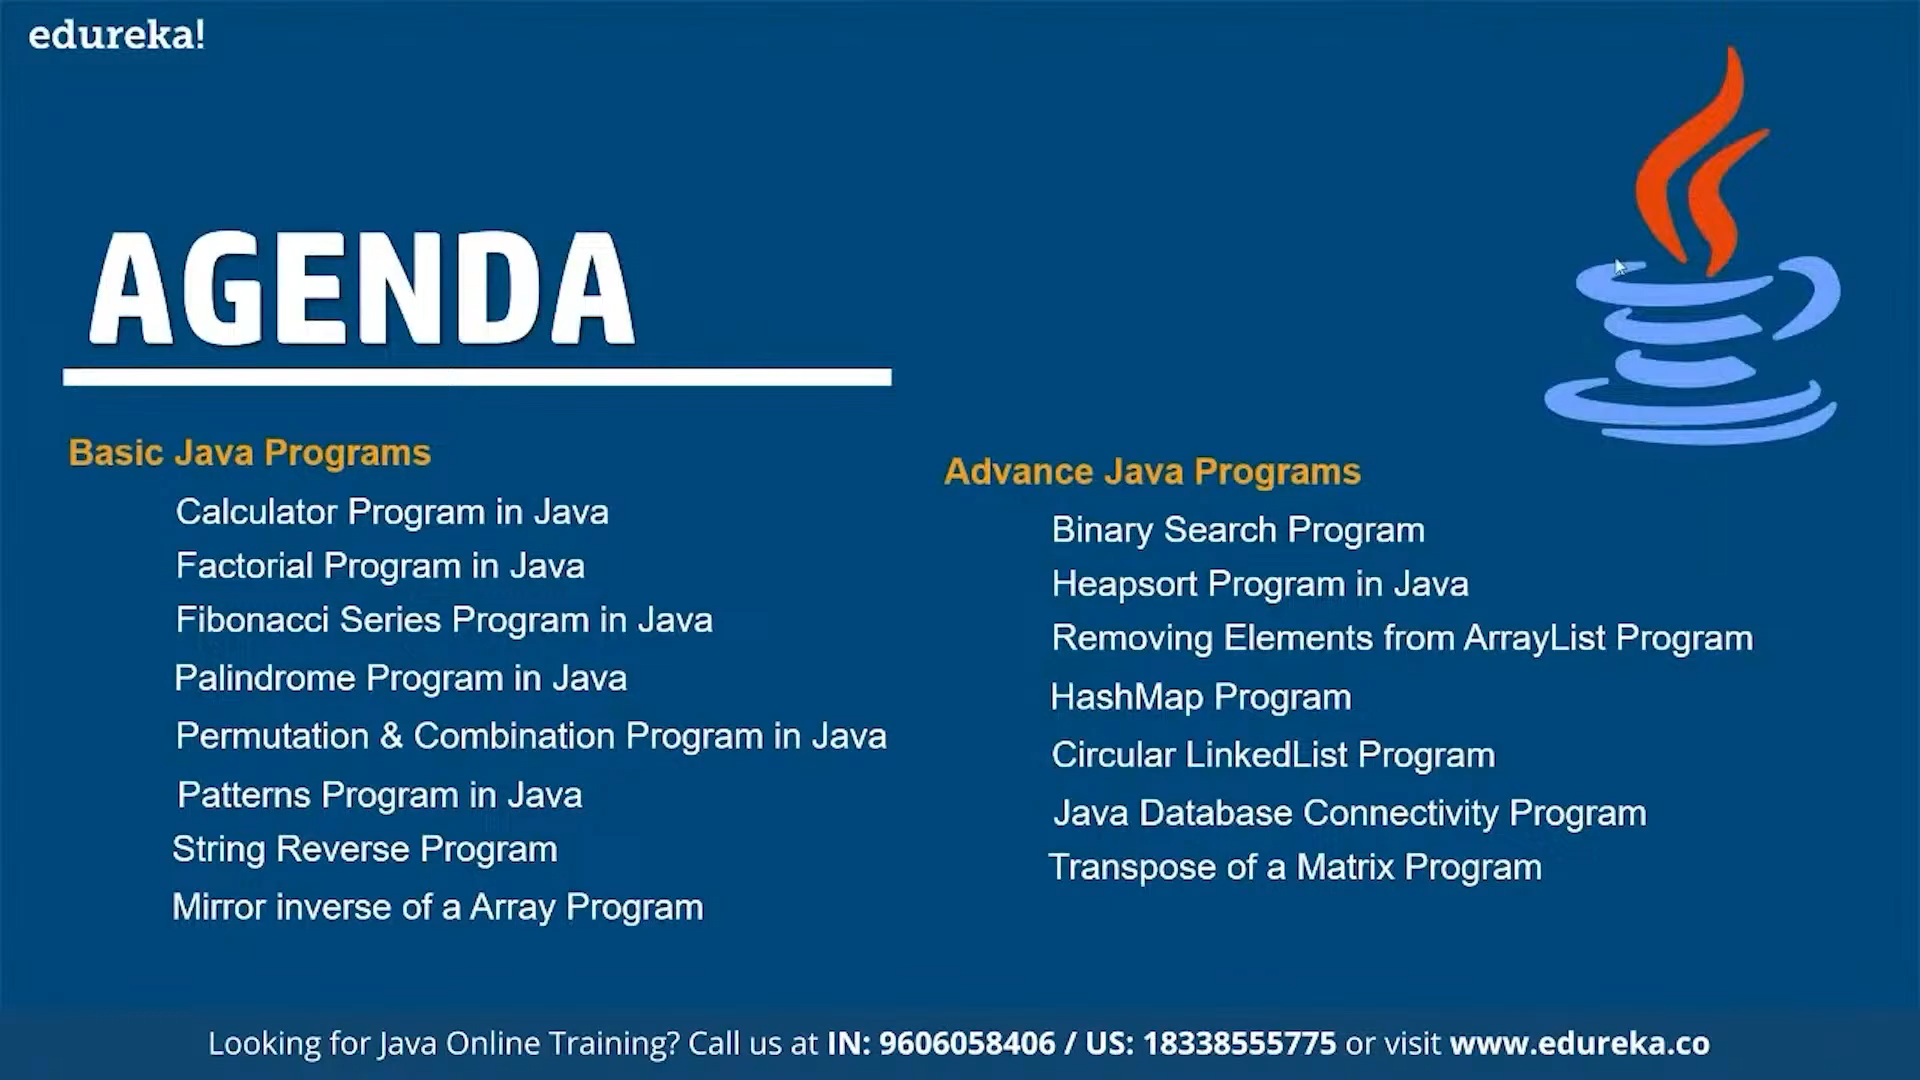 edureka!
AGENDA
Basic Java Programs
Calculator Program in Java
Factorial Program in Java
Fibonacci Series Program in Java
Palindrome Program in Java
Permutation & Combination Program in Java
Patterns Program in Java
String Reverse Program
Mirror inverse of a Array Program
Advance Java Programs
Binary Search Program
Heapsort Program in Java
Removing Elements from ArrayList Program
HashMap Program
Circular LinkedList Program
Java Database Connectivity Program
Transpose of a Matrix Program
Looking for Java Online Training? Call us at IN: 9606058406 / US: 18338555775 or visit www.edureka.co